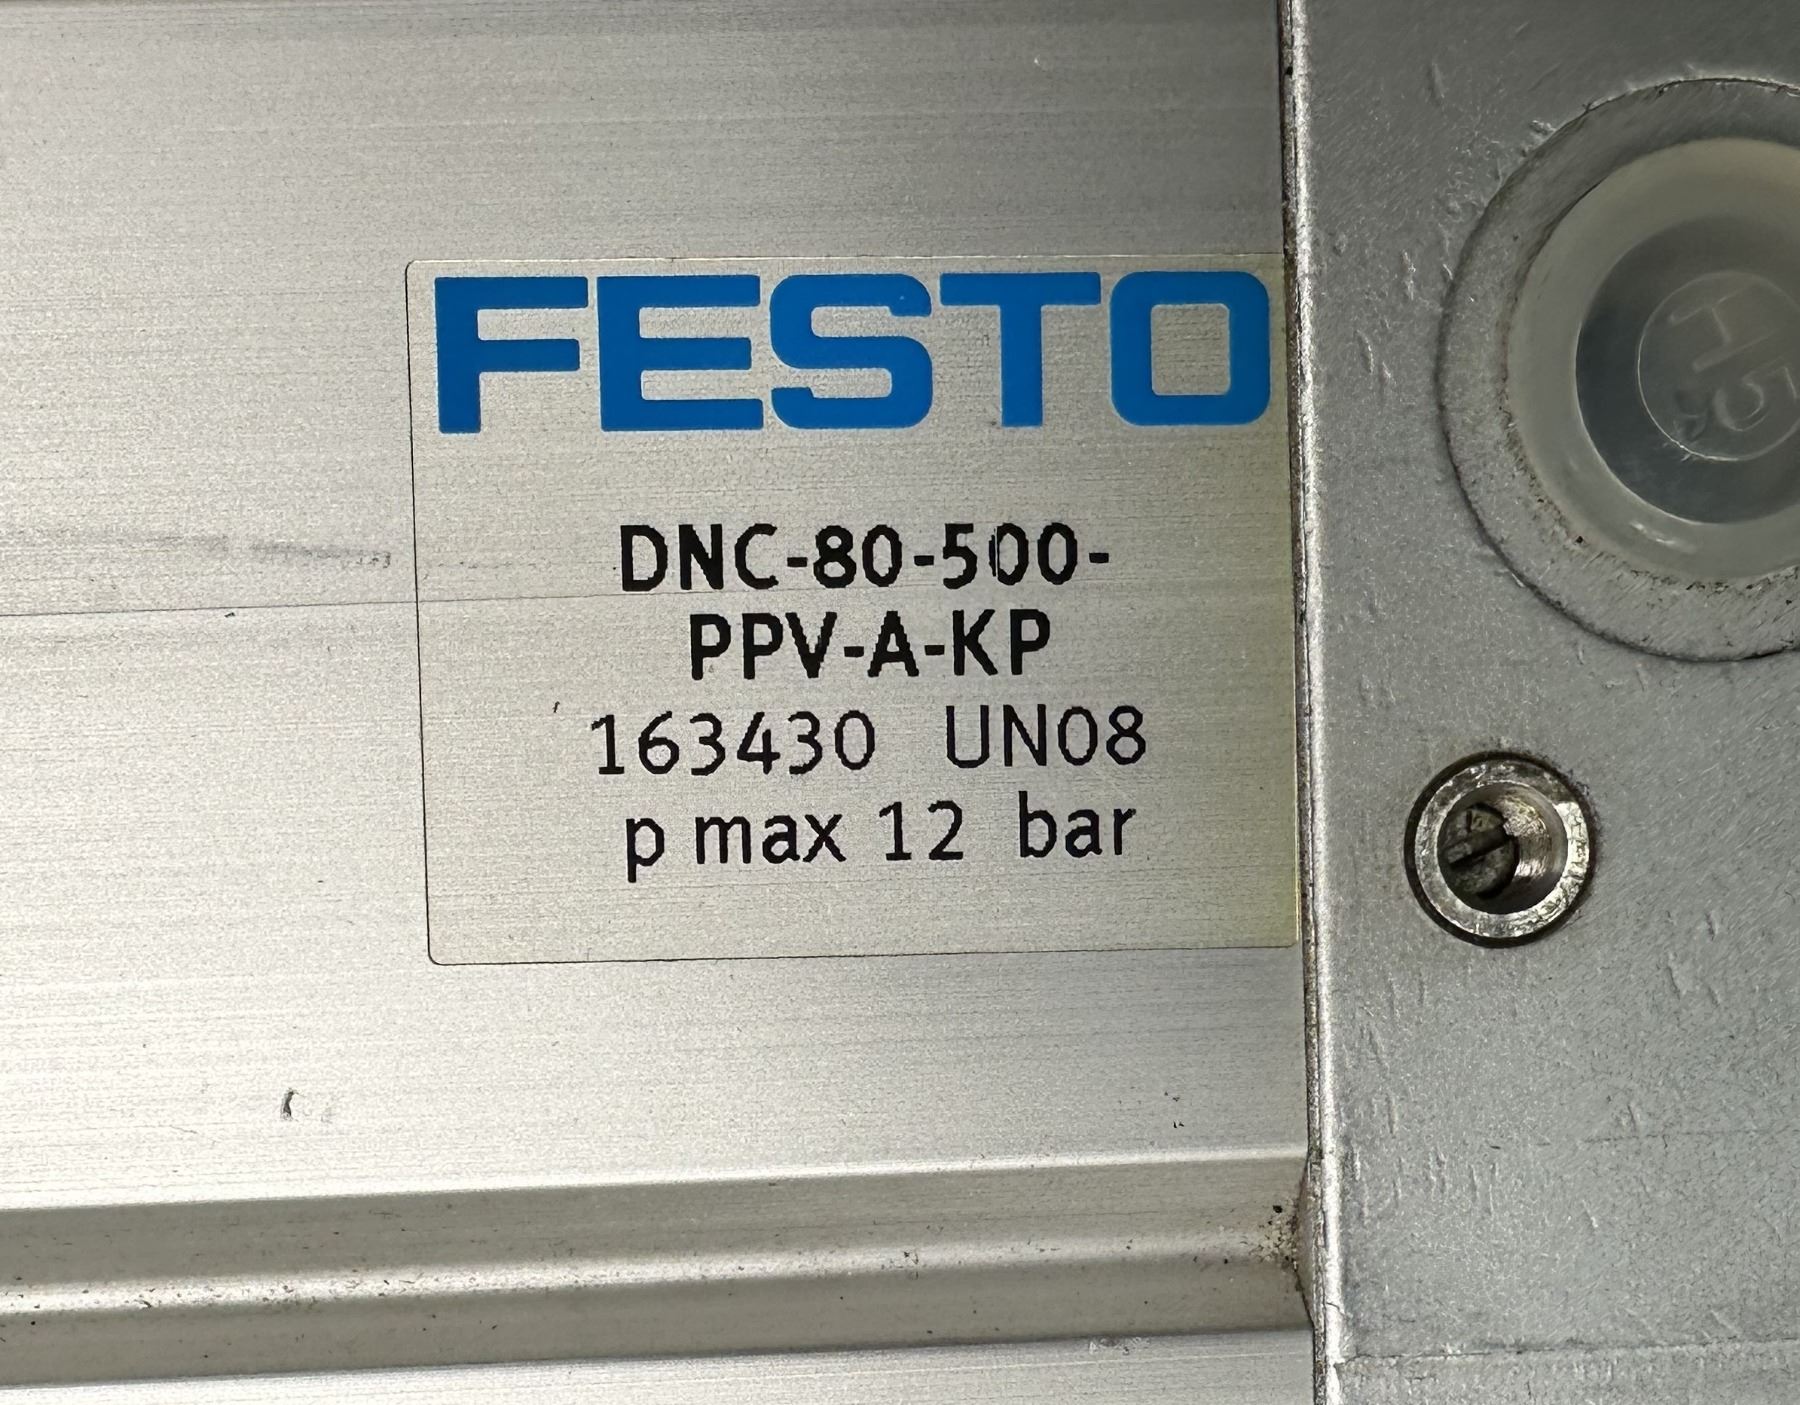 FESTO
DNC-80-500-
PPV-A-KP
163430 UN08
p max 12 bar